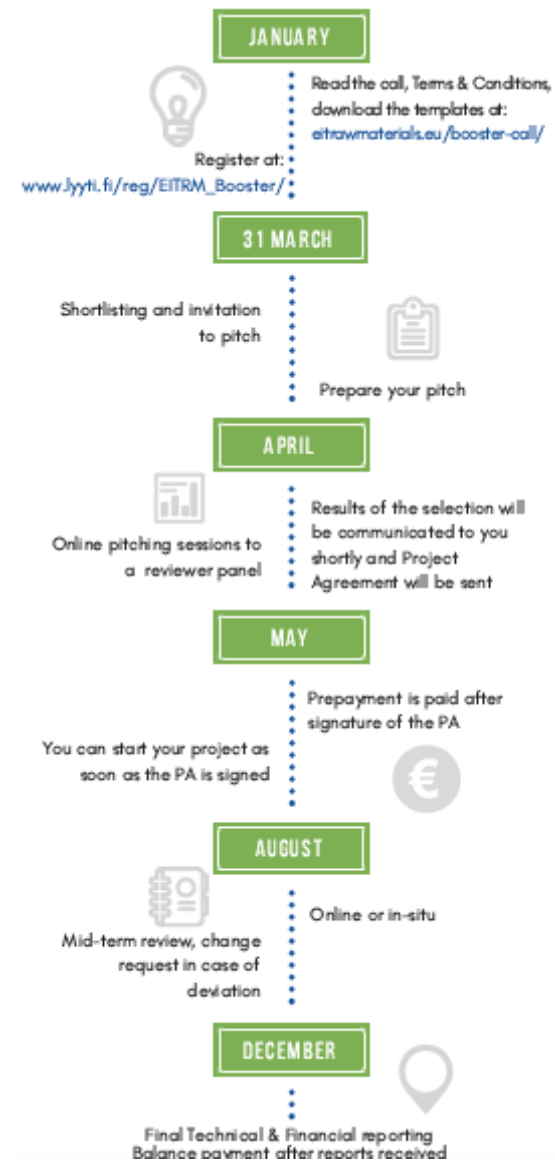 JANUARY
Read the call, Terms & Conditions,
download the templates at:
eitrawmaterials.eu/booster-call/
Register at:
www.lyyti.fi/reg/EITRM_Booster/
31 MARCH
Shortlisting and invitation
to pitch
Prepare your pitch
APRIL
Online pitching sessions to
a reviewer panel
Results of the selection will
be communicated to you
shortly and Project
Agreement will be sent
MAY
Prepayment is paid after
signature of the PA
You can start your project as
soon as the PA is signed
€
AUGUST
Online or in-situ
Mid-term review, change
request in case of
deviation
DECEMBER
Final Technical & Financial reporting
Balance payment after reports received